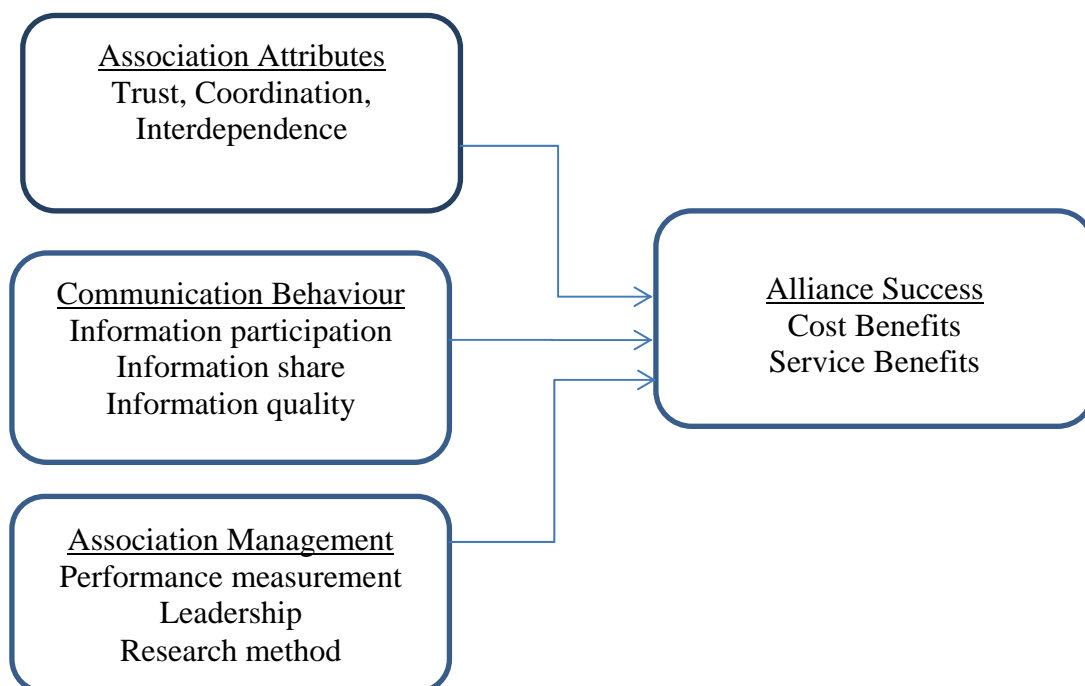 Association Attributes
Trust, Coordination,
Interdependence
Communication Behaviour
Information participation
Information share
Information quality
Association Management
Performance measurement
Leadership
Research method
Alliance Success
Cost Benefits
Service Benefits